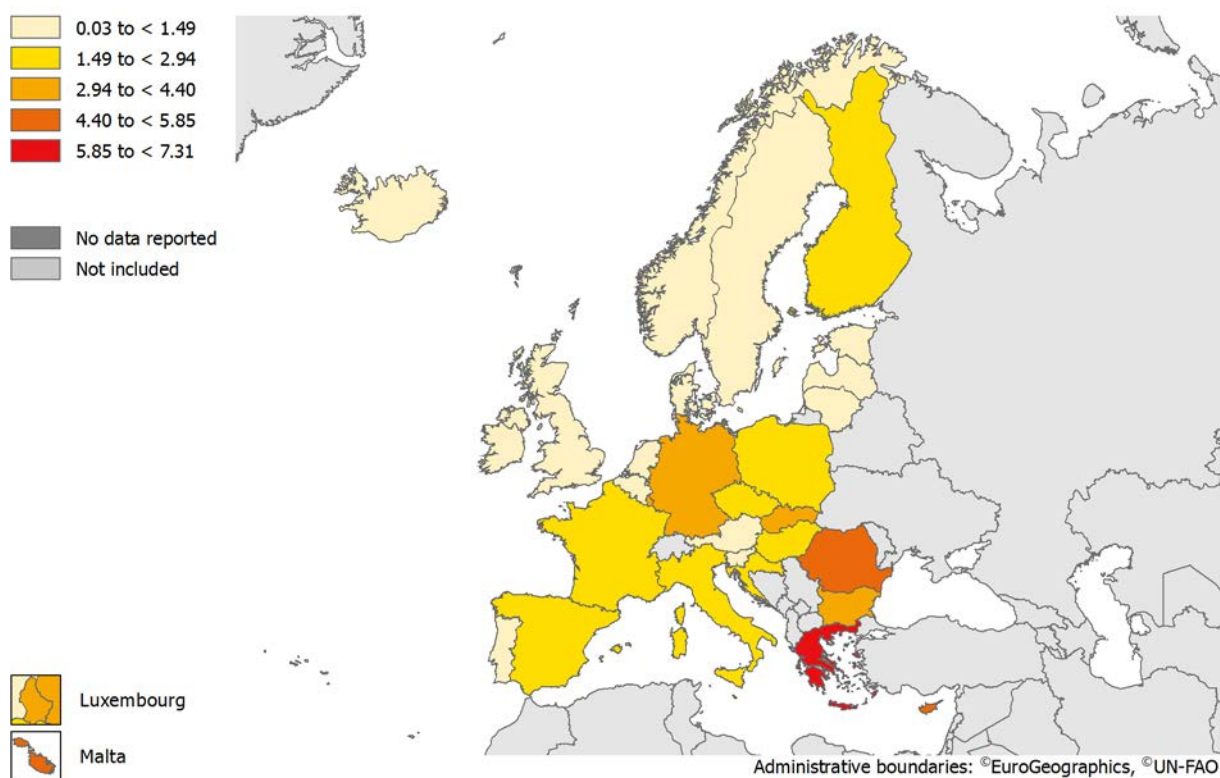 0.03 to < 1.49
1.49 to < 2.94
2.94 to < 4.40
4.40 to < 5.85
5.85 to < 7.31
No data reported
Not included
Luxembourg
Malta
Administrative boundaries: ©EuroGeographics, ©UN-FAO